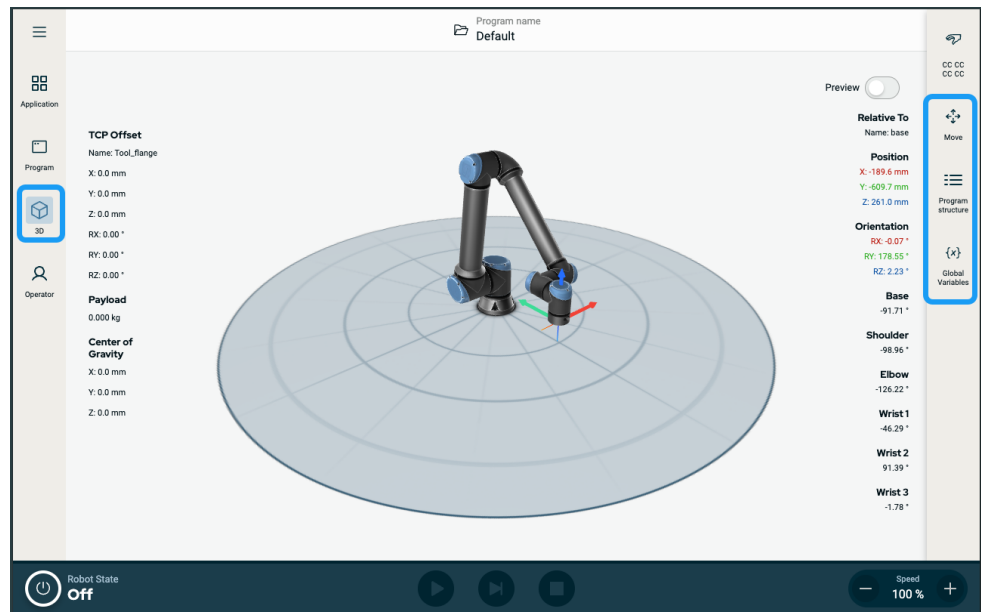 Program name
Default
Application
Program
3D
Operator
TCP Offset
Name: Tool_flange
X: 0.0 mm
Y: 0.0 mm
Z: 0.0 mm
RX: 0.00 °
RY: 0.00 °
RZ: 0.00 °
Payload
0.000 kg
Center of
Gravity
X: 0.0 mm
Y: 0.0 mm
Z: 0.0 mm
Preview
Relative To
Name: base
Position
X: -189.6 mm
Y: -609.7 mm
Z: 261.0 mm
Orientation
RX: -0.07 °
RY: 178.55 °
RZ: 2.23 °
Base
-91.71 °
Shoulder
-98.96 °
Elbow
-126.22 °
Wrist 1
-46.29 °
Wrist 2
91.39 °
Wrist 3
-1.78 °
CC CC
CC CC
Move
Program
structure
{x}
Global
Variables
Robot State
Off
Speed
100 %